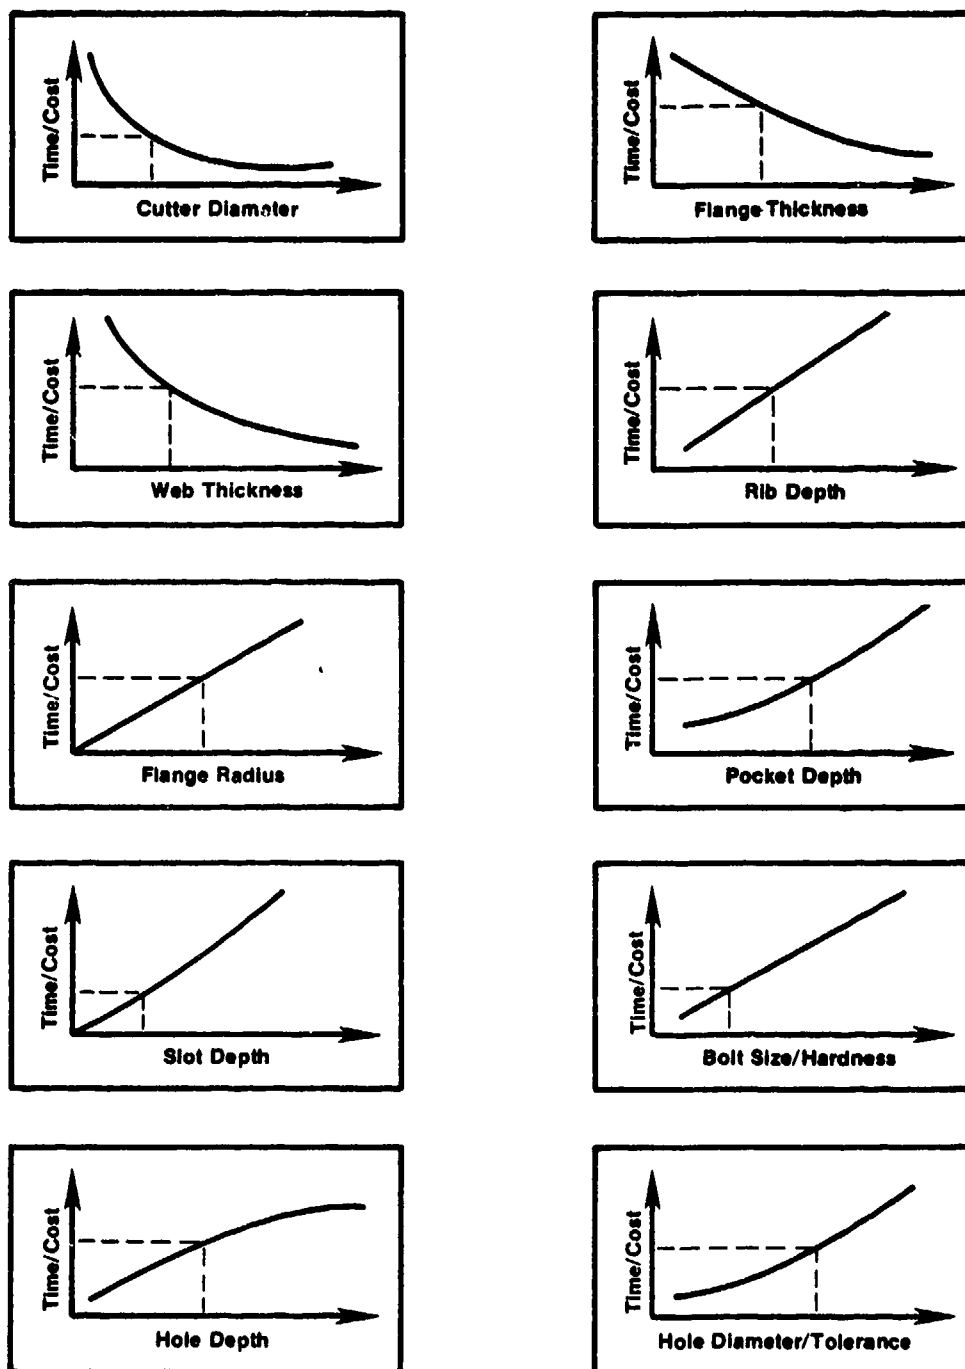 Time/Cost
Cutter Diameter
Time/Cost
Flange Thickness
Time/Cost
Web Thickness
Time/Cost
Rib Depth
Time/Cost
Flange Radius
Time/Cost
Pocket Depth
Time/Cost
Slot Depth
Time/Cost
Bolt Size/Hardness
Time/Cost
Hole Depth
Time/Cost
Hole Diameter/Tolerance